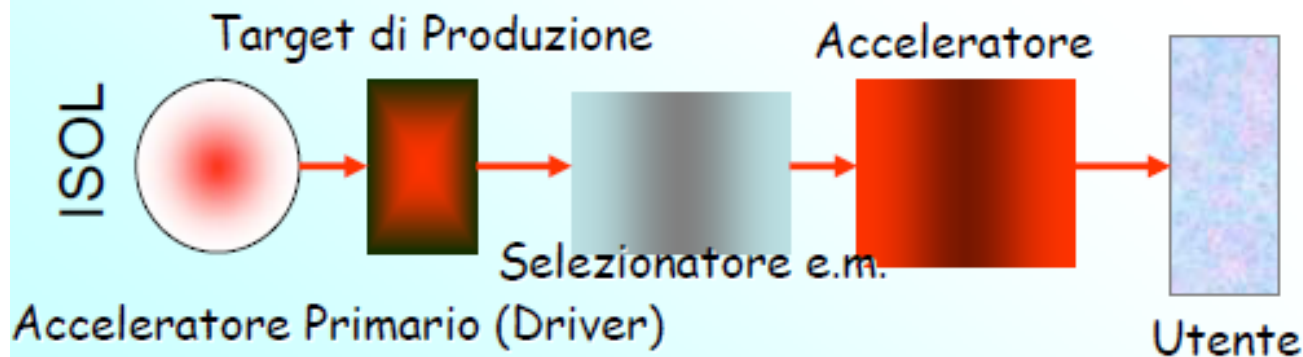 Target di Produzione
Acceleratore
ISOL
Selezionatore e.m.
Acceleratore Primario (Driver)
Utente